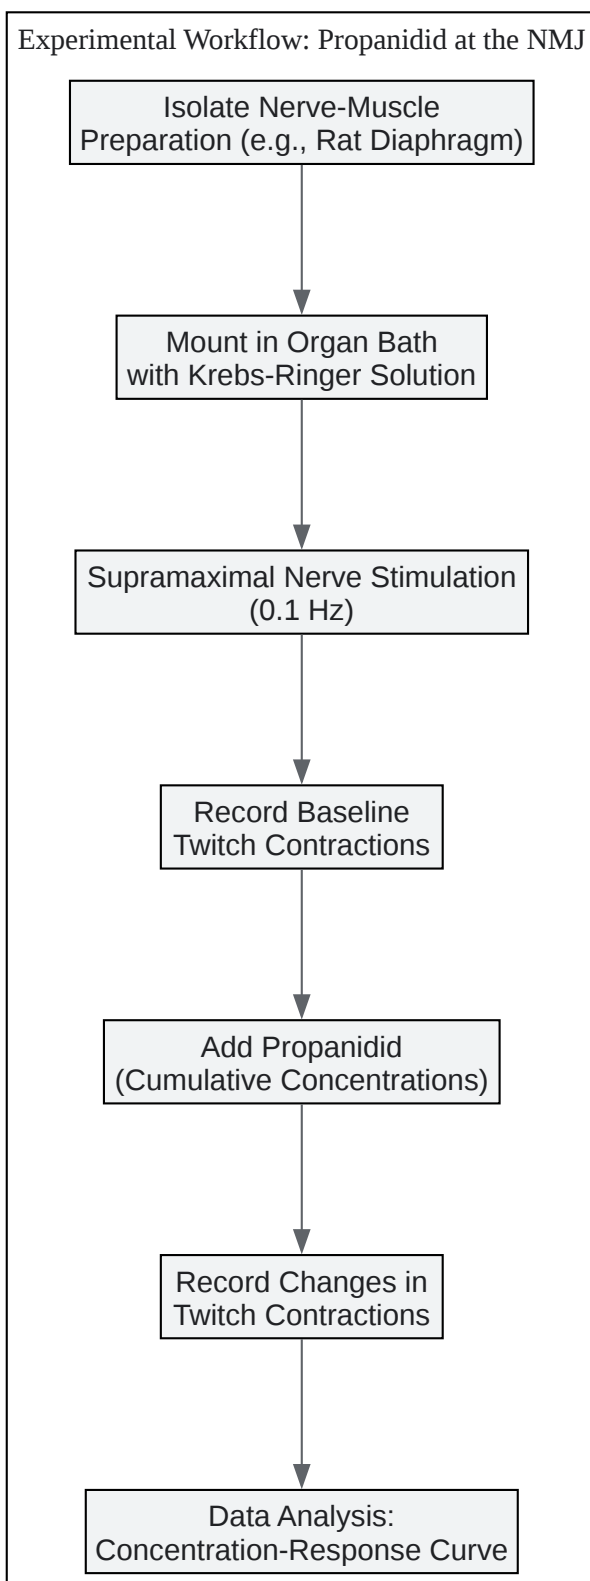 Experimental Workflow: Propanidid at the NMJ
Isolate Nerve-Muscle
Preparation (e.g., Rat Diaphragm)
Mount in Organ Bath
with Krebs-Ringer Solution
Supramaximal Nerve Stimulation
(0.1 Hz)
Record Baseline
Twitch Contractions
Add Propanidid
(Cumulative Concentrations)
Record Changes in
Twitch Contractions
Data Analysis:
Concentration-Response Curve